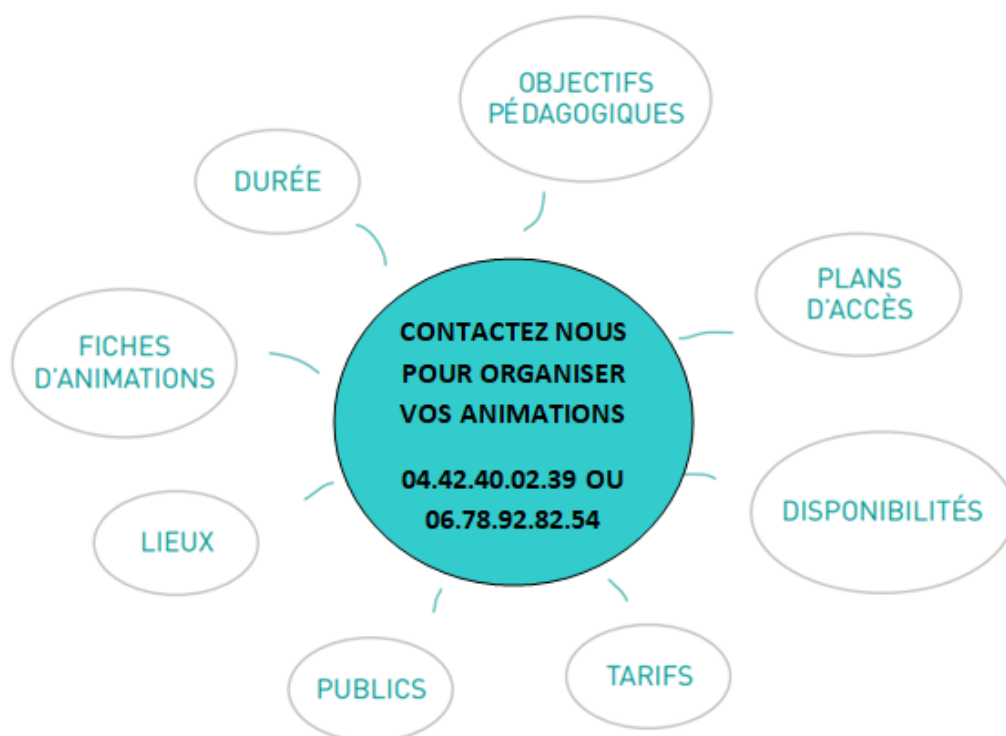 OBJECTIFS
PÉDAGOGIQUES
DURÉE
PLANS
D'ACCÈS
FICHES
D'ANIMATIONS
CONTACTEZ NOUS
POUR ORGANISER
VOS ANIMATIONS
04.42.40.02.39 OU
06.78.92.82.54
DISPONIBILITÉS
LIEUX
PUBLICS
TARIFS